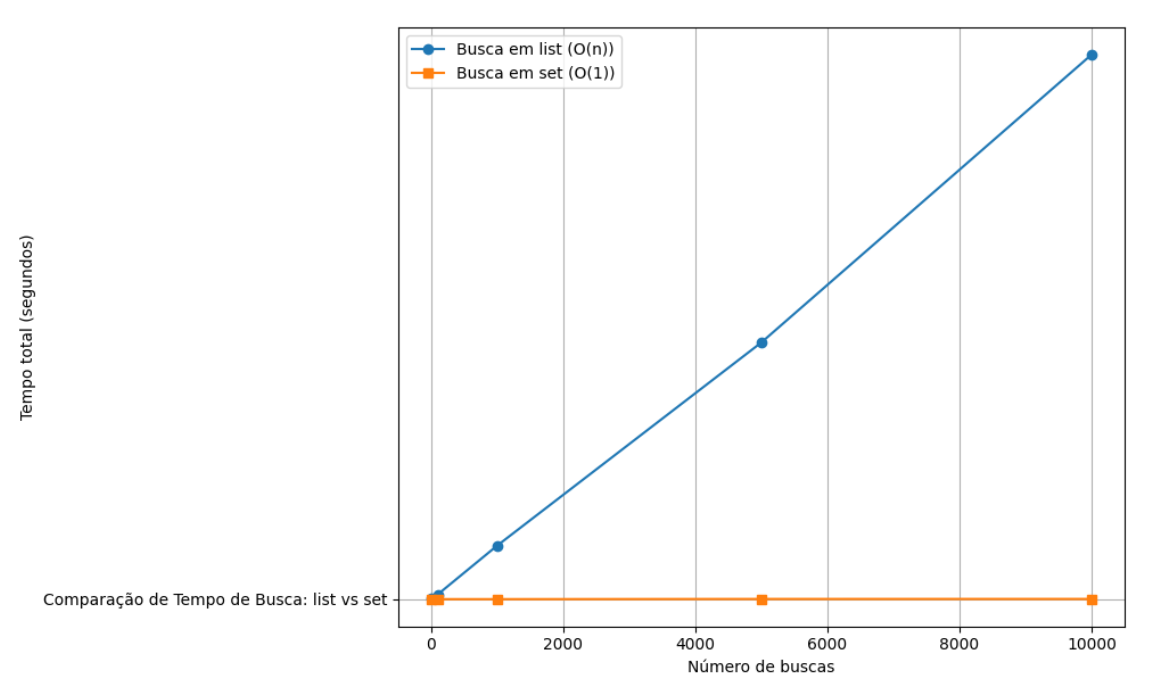 Busca em list (O(n))
Busca em set (O(1))
Tempo total (segundos)
Comparação de Tempo de Busca: list vs set
0
2000
4000
6000
8000
10000
Número de buscas